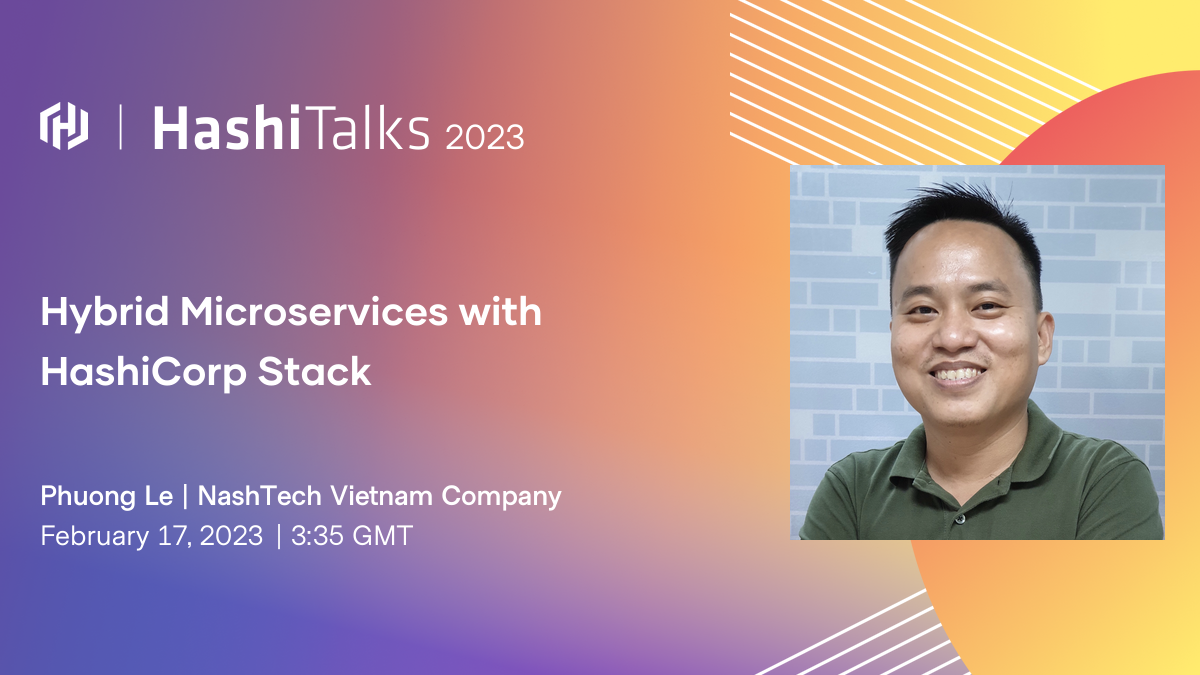 HashiTalks 2023
Hybrid Microservices with
HashiCorp Stack
Phuong Le | NashTech Vietnam Company
February 17, 2023 | 3:35 GMT